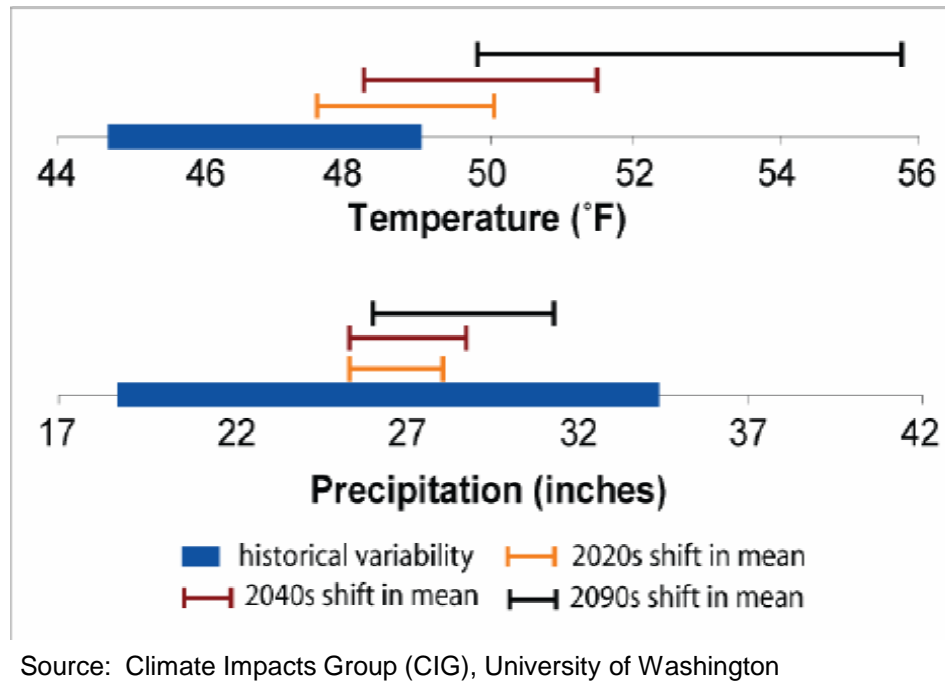 44 46 48 50 52 54 56
Temperature (˚F)
17 22 27 32 37 42
Precipitation (inches)
historical variability 2020s shift in mean
2040s shift in mean 2090s shift in mean
Source: Climate Impacts Group (CIG), University of Washington